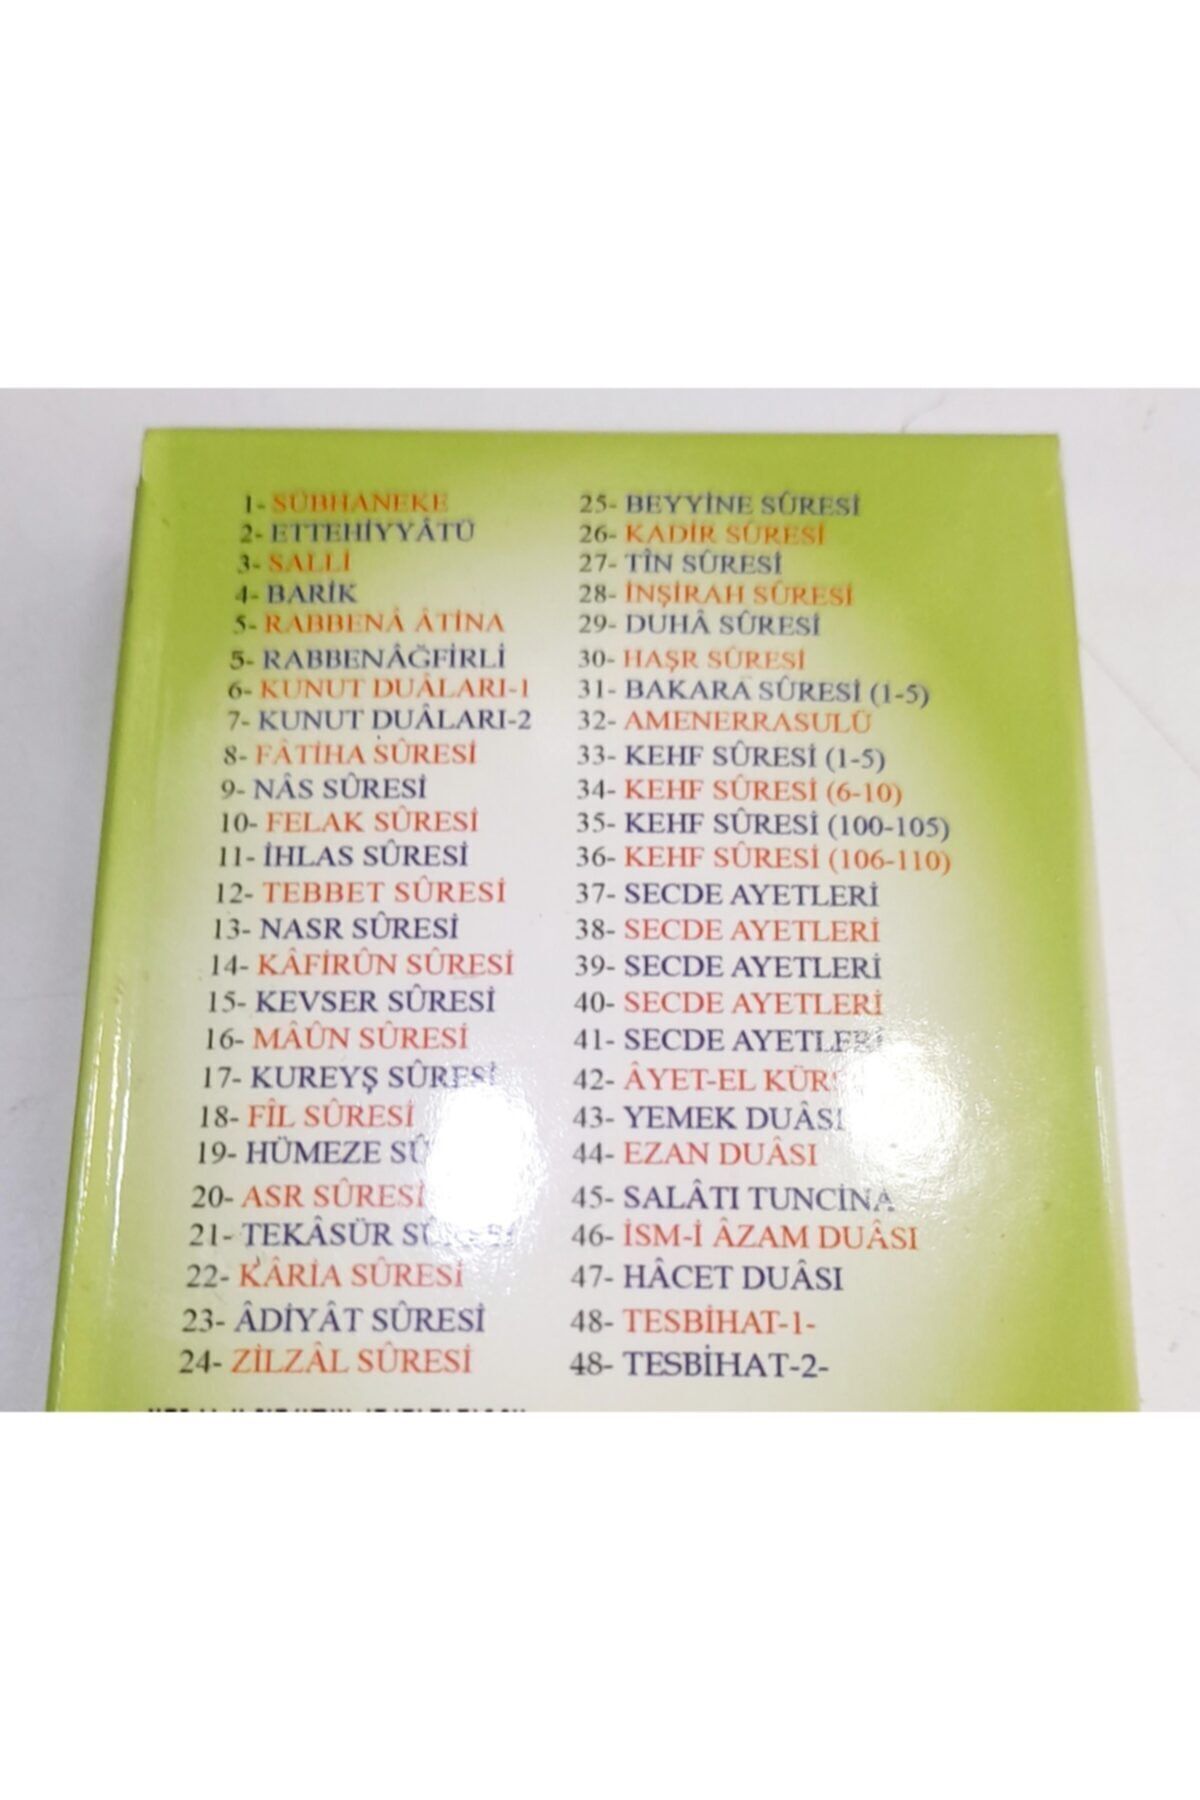 1- SÜBHANEKE
2- ETTEHİYYÂTÜ
3- SALLİ
4- BARİK
5- RABBENÂ ÂTİNA
5- RABBENÂĞFİRLİ
6- KUNUT DUÂLARI-1
7- KUNUT DUÂLARI-2
8- FÂTİHA SÛRESİ
9- NÂS SÛRESİ
10- FELAK SÛRESİ
11- İHLAS SÛRESİ
12- TEBBET SÛRESİ
13- NASR SÛRESİ
14- KÂFİRÛN SÛRESİ
15- KEVSER SÛRESİ
16- MÂÛN SÛRESİ
17- KUREYŞ SÛRESİ
18- FÎL SÛRESİ
19- HÜMEZE
20- ASR SÛRESİ
21- TEKÂSÜR
22- KÂRİA SÛRESİ
23- ÂDİYÂT SÛRESİ
24- ZİLZÂL SÛRESİ
25- BEYYİNE SÛRESİ
26- KADİR SÛRESİ
27- TÎN SÛRESİ
28- İNŞİRAH SÛRESİ
29- DUHÂ SÛRESİ
30- HAŞR SÛRESİ
31- BAKARA SÛRESİ (1-5)
32- AMENERRASULÜ
33- KEHF SÛRESİ (1-5)
34- KEHF SÛRESİ (6-10)
35- KEHF SÛRESİ (100-105)
36- KEHF SÛRESİ (106-110)
37- SECDE AYETLERİ
38- SECDE AYETLERİ
39- SECDE AYETLERİ
40- SECDE AYETLERİ
41- SECDE AYETLERİ
42- ÂYET-EL
43- YEMEK DUÂSI
44- EZAN DUÂSI
45- SALÂTI TUNCİNA
46- İSM-İ ÂZAM DUÂSI
47- HÂCET DUÂSI
48- TESBİHAT-1-
48- TESBİHAT-2-